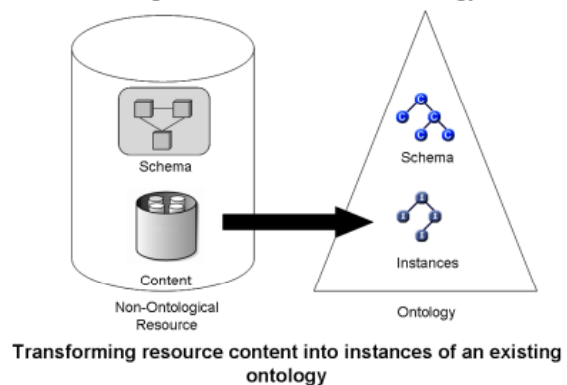 Schema
Content
Non-Ontological
Resource
C
C
C
C
C
Schema
I
I
I
I
Instances
Ontology
Transforming resource content into instances of an existing
ontology